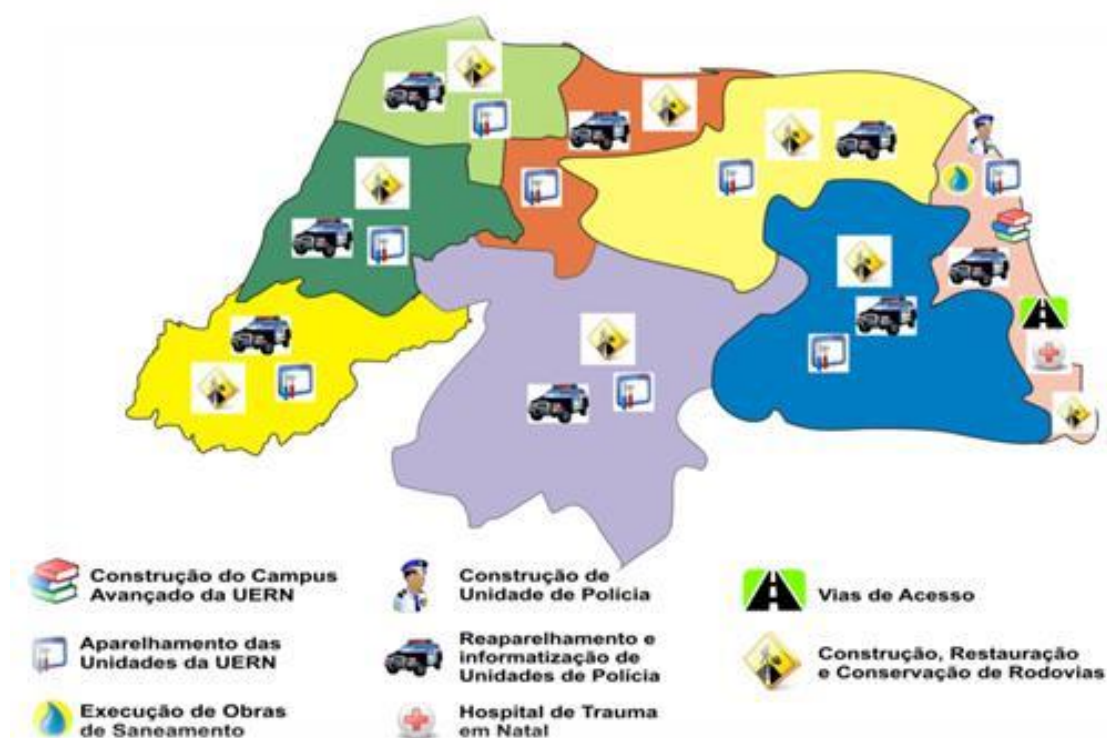 Construção do Campus
Avançado da UERN
Construção de
Unidade de Polícia
Vias de Acesso
Aparelhamento das
Unidades da UERN
Reaparelhamento e
informatização de
Unidades de Polícia
Construção, Restauração
e Conservação de Rodovias
Execução de Obras
de Saneamento
Hospital de Trauma
em Natal